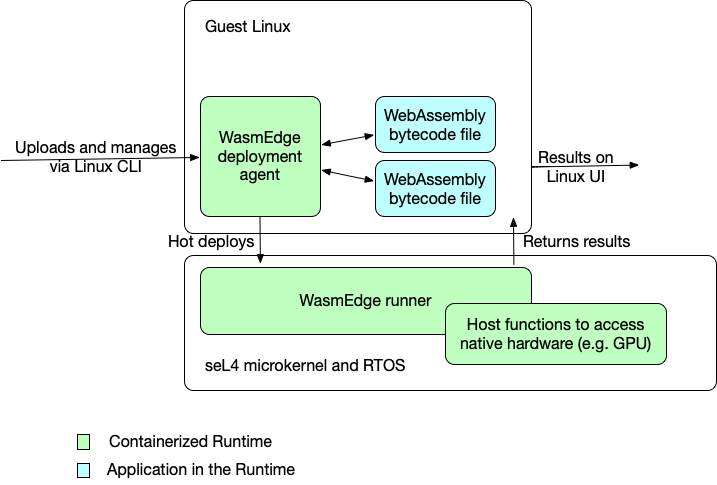 Guest Linux
WasmEdge
deployment
agent
WebAssembly
bytecode file
WebAssembly
bytecode file
Uploads and manages
via Linux CLI
Results on
Linux UI
Hot deploys
Returns results
WasmEdge runner
Host functions to access
native hardware (e.g. GPU)
seL4 microkernel and RTOS
Containerized Runtime
Application in the Runtime